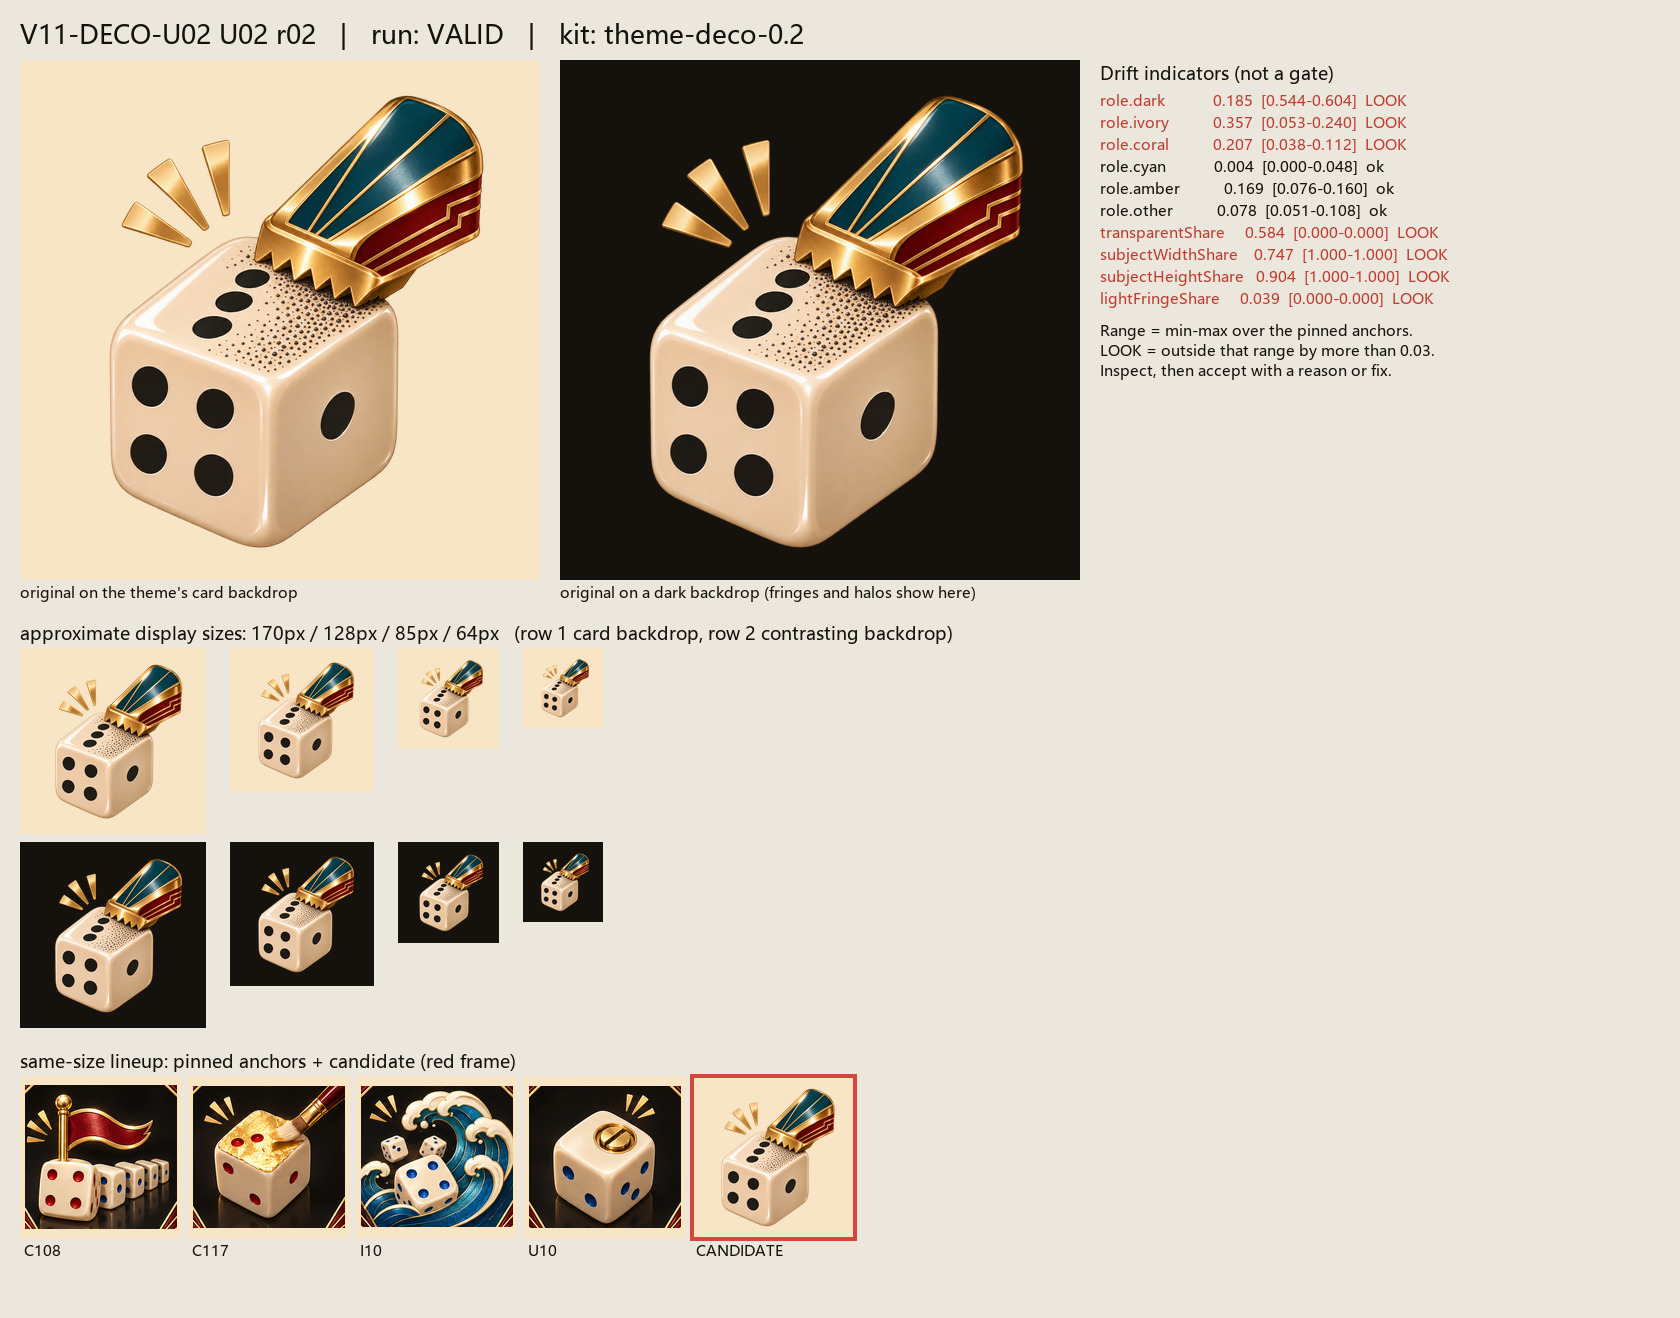 V11-DECO-U02 U02 r02 | run: VALID | kit: theme-deco-0.2
Drift indicators (not a gate)
role.dark 0.185 [0.544-0.604] LOOK
role.ivory 0.357 [0.053-0.240] LOOK
role.coral 0.207 [0.038-0.112] LOOK
role.cyan 0.004 [0.000-0.048] ok
role.amber 0.169 [0.076-0.160] ok
role.other 0.078 [0.051-0.108] ok
transparentShare 0.584 [0.000-0.000] LOOK
subjectWidthShare 0.747 [1.000-1.000] LOOK
subjectHeightShare 0.904 [1.000-1.000] LOOK
lightFringeShare 0.039 [0.000-0.000] LOOK
Range = min-max over the pinned anchors.
LOOK = outside that range by more than 0.03.
Inspect, then accept with a reason or fix.
original on the theme's card backdrop
original on a dark backdrop (fringes and halos show here)
approximate display sizes: 170px / 128px / 85px / 64px (row 1 card backdrop, row 2 contrasting backdrop)
same-size lineup: pinned anchors + candidate (red frame)
C108
C117
I10
U10
CANDIDATE